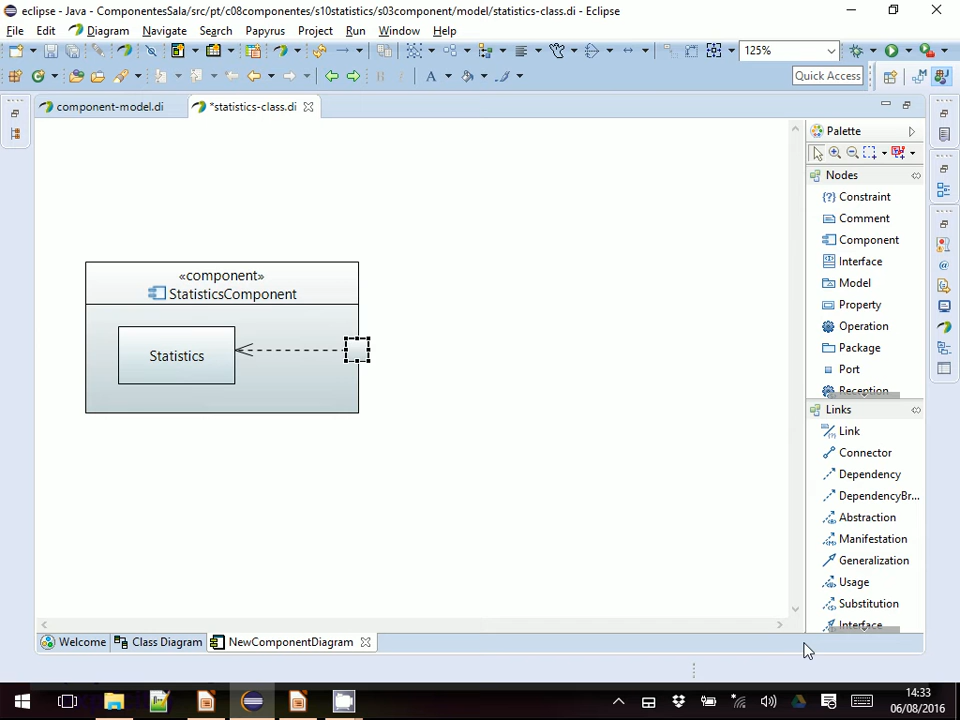 eclipse - Java - ComponentesSala/src/pt/c08componentes/s10statistics/s03component/model/statistics-class.di - Eclipse
File Edit Diagram Navigate Search Papyrus Project Run Window Help
125%
Quick Access
component-model.di *statistics-class.di
Palette
Nodes
{?} Constraint
Comment
Component
Interface
Model
Property
Operation
Package
Port
Reception
Links
Link
Connector
Dependency
DependencyBr...
Abstraction
Manifestation
Generalization
Usage
Substitution
Interface
«component»
StatisticsComponent
Statistics
Welcome Class Diagram NewComponentDiagram
14:33
06/08/2016